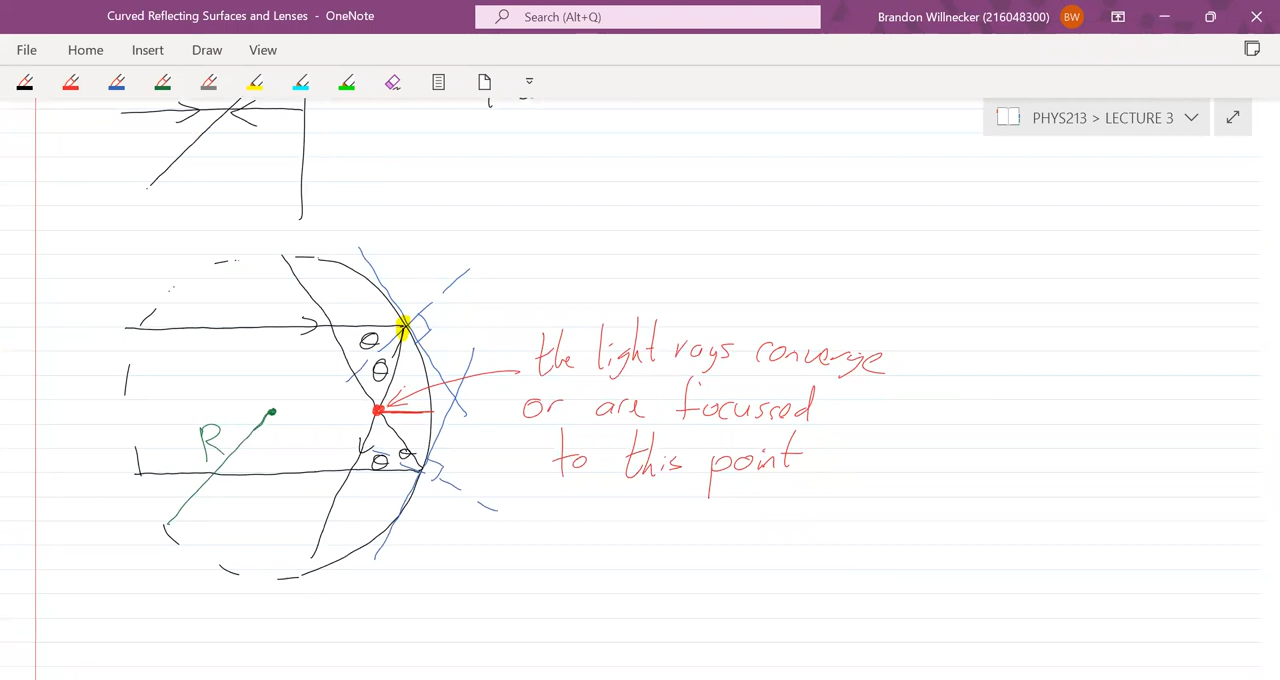 Curved Reflecting Surfaces and Lenses - OneNote
Search (Alt+Q)
Brandon Willnecker (216048300)
BW
File
Home
Insert
Draw
View
PHYS213 > LECTURE 3
θ
θ
the light rays converge
or are focussed
to this point
R
θ
θ